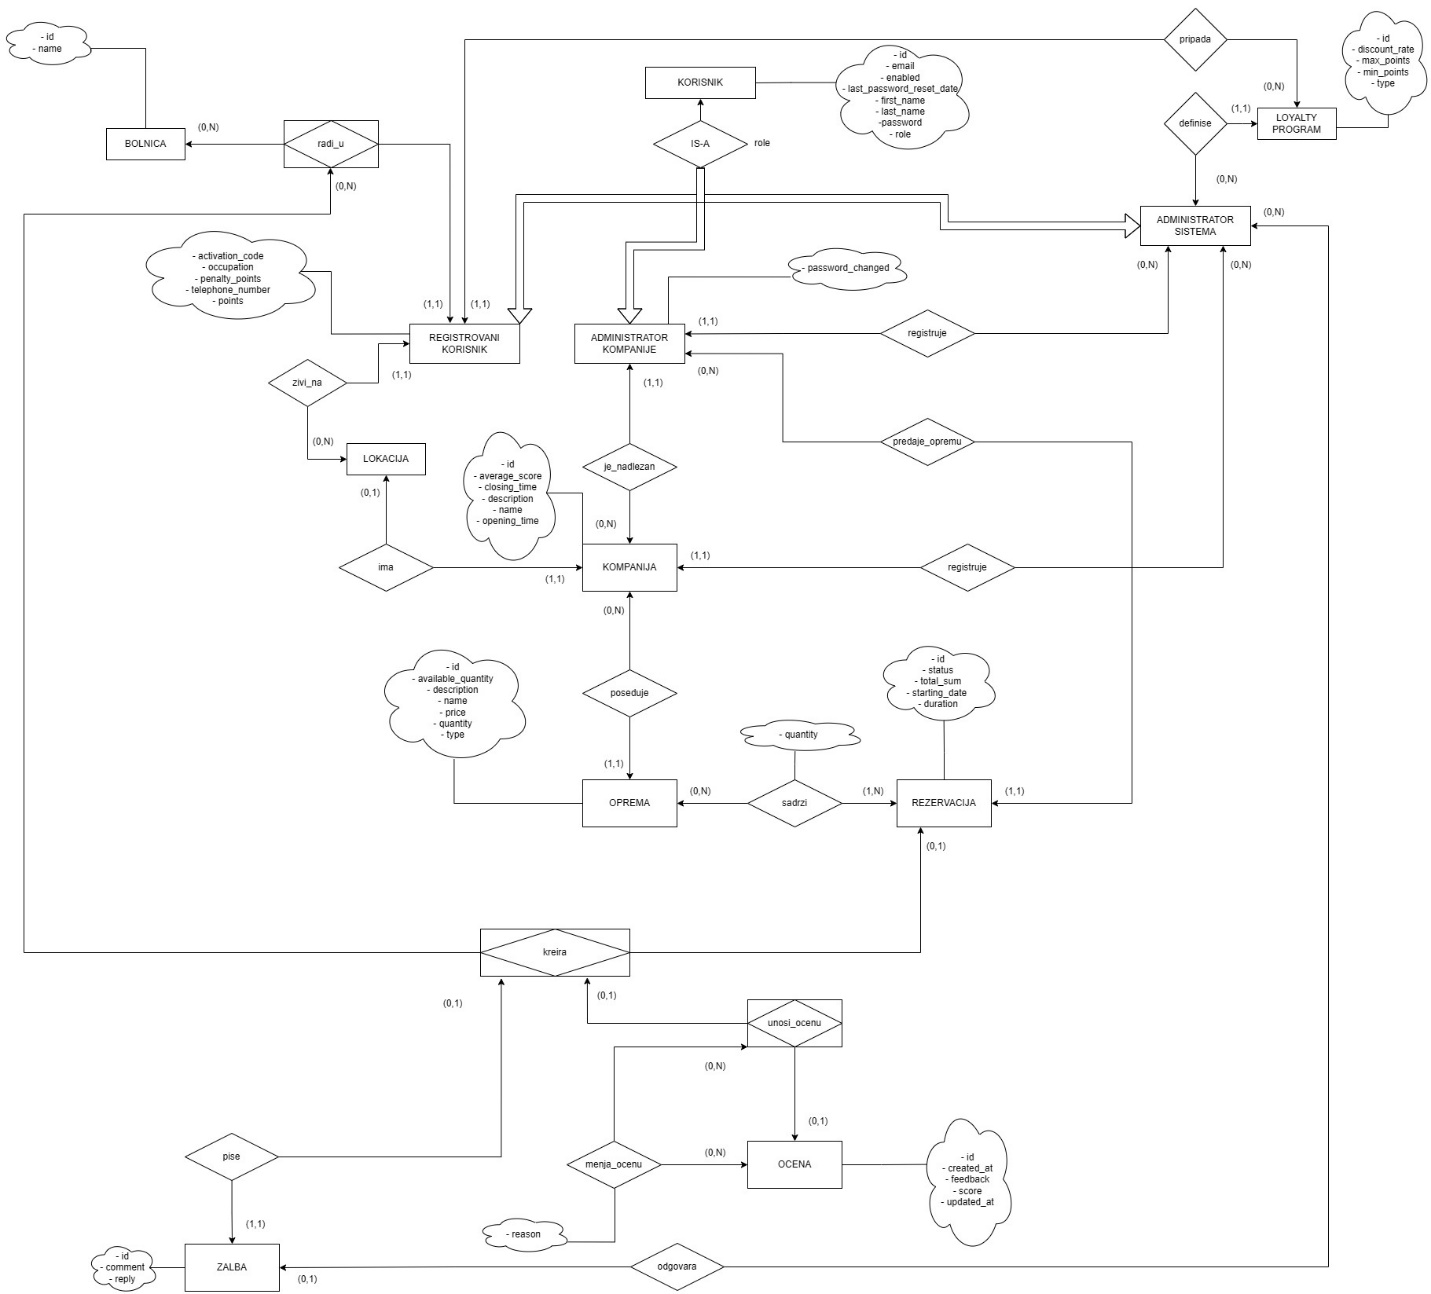 - id
- name
BOLNICA
(0,N)
radi_u
(0,N)
KORISNIK
- id
- email
- enabled
- last_password_reset_date
- first_name
- last_name
-password
- role
IS-A
role
pripada
(0,N)
- id
- discount_rate
- max_points
- min_points
- type
definise
(1,1)
LOYALTY
PROGRAM
(0,N)
ADMINISTRATOR
SISTEMA
(0,N)
(0,N)
(0,N)
- activation_code
- occupation
- penalty_points
- telephone_number
- points
(1,1)
(1,1)
REGISTROVANI
KORISNIK
- password_changed
ADMINISTRATOR
KOMPANIJE
(1,1)
registruje
(0,N)
zivi_na
(1,1)
(0,N)
LOKACIJA
(0,1)
(1,1)
je_nadlezan
(0,N)
predaje_opremu
- id
- average_score
- closing_time
- description
- name
- opening_time
ima
(1,1)
KOMPANIJA
(1,1)
registruje
(0,N)
poseduje
(1,1)
- id
- available_quantity
- description
- name
- price
- quantity
- type
OPREMA
(0,N)
- quantity
sadrzi
(1,N)
- id
- status
- total_sum
- starting_date
- duration
REZERVACIJA
(1,1)
(0,1)
kreira
(0,1)
(0,1)
unosi_ocenu
(0,N)
(0,1)
pise
(1,1)
menja_ocenu
(0,N)
OCENA
- id
- created_at
- feedback
- score
- updated_at
- reason
- id
- comment
- reply
ZALBA
(0,1)
odgovara